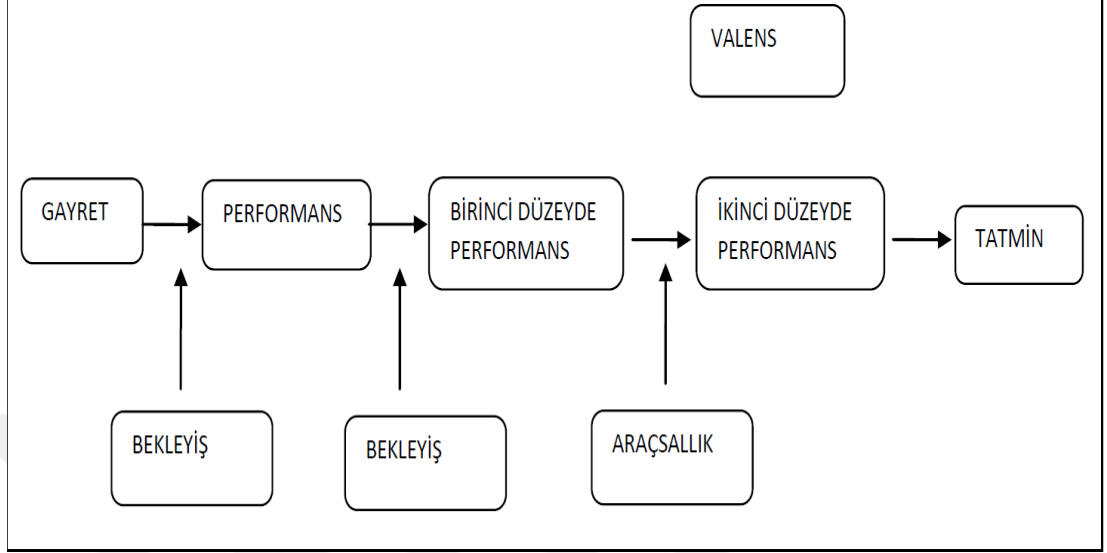 VALENS
GAYRET
PERFORMANS
BİRİNCİ DÜZEYDE
PERFORMANS
İKİNCİ DÜZEYDE
PERFORMANS
TATMİN
BEKLEYİŞ
BEKLEYİŞ
ARAÇSALLIK